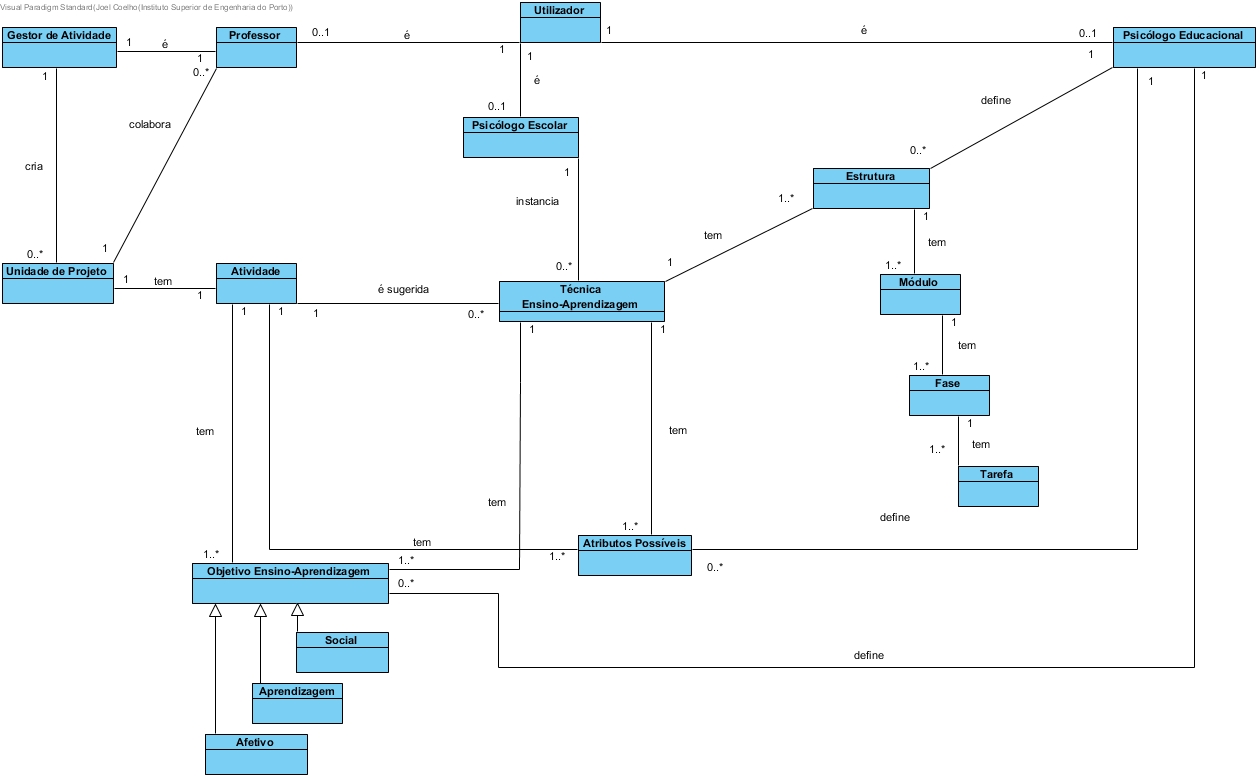 Visual Paradigm Standard(Joel Coelho(Instituto Superior de Engenharia do Porto))
Utilizador
Gestor de Atividade
1
é
1
Professor
0..1
é
1
1
1
é
0..1
Psicólogo Educacional
1
0..*
1
é
1
1
1
0..1
Psicólogo Escolar
define
colabora
0..*
cria
1
Estrutura
instancia
1..*
1
tem
tem
0..*
1
0..*
1
1..*
Unidade de Projeto
1
tem
1
Atividade
Módulo
é sugerida
Técnica
Ensino-Aprendizagem
1
1
1
0..*
1
1
1
tem
1..*
Fase
1
tem
1..*
tem
tem
Tarefa
tem
define
1..*
tem
1..*
1..*
1..*
Atributos Possíveis
0..*
Objetivo Ensino-Aprendizagem
0..*
Social
define
Aprendizagem
Afetivo